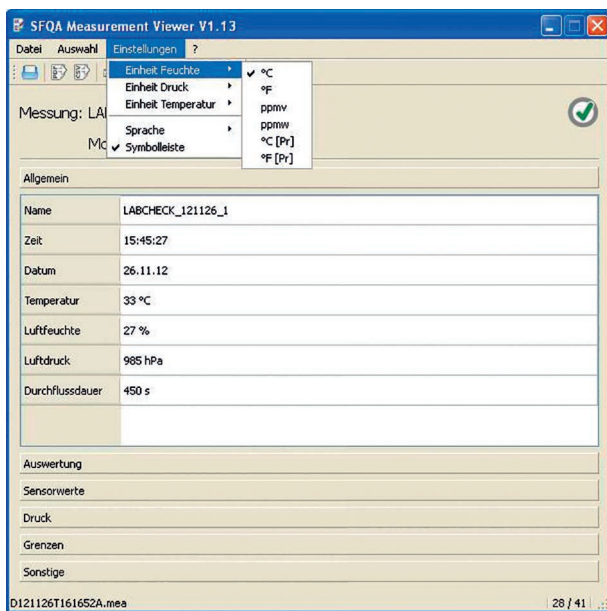 SFQA Measurement Viewer V1.13
Datei Auswahl Einstellungen ?
Einheit Feuchte
Einheit Druck
Einheit Temperatur
Sprache
Symbolleiste
°C
°F
ppmv
ppmw
°C [Pr]
°F [Pr]
Messung:
Allgemein
Name LABCHECK_121126_1
Zeit 15:45:27
Datum 26.11.12
Temperatur 33 °C
Luftfeuchte 27 %
Luftdruck 985 hPa
Durchflussdauer 450 s
Auswertung
Sensorwerte
Druck
Grenzen
Sonstige
D121126T161652A.mea 28 / 41